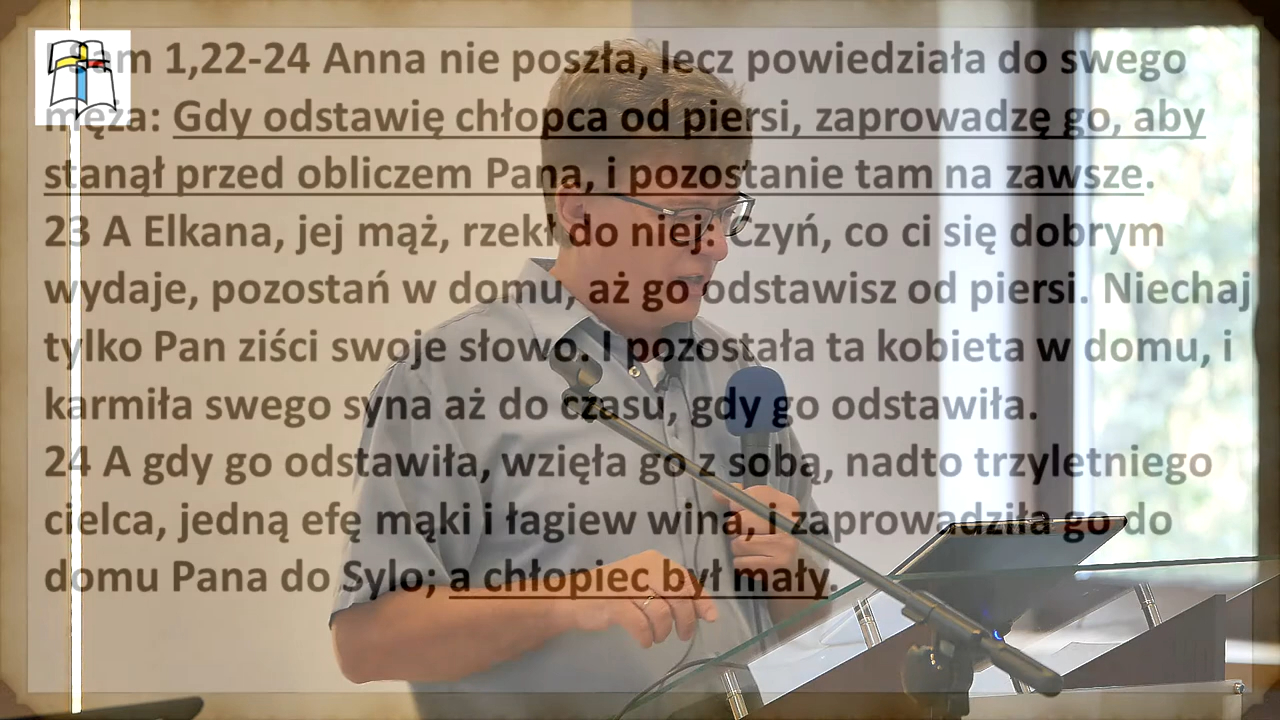 Sam 1,22-24 Anna nie poszła, lecz powiedziała do swego
męża: Gdy odstawię chłopca od piersi, zaprowadzę go, aby
stanął przed obliczem Pana, i pozostanie tam na zawsze.
23 A Elkana, jej mąż, rzekł do niej: Czyń, co ci się dobrym
wydaje, pozostań w domu, aż go odstawisz od piersi. Niechaj
tylko Pan ziści swoje słowo. I pozostała ta kobieta w domu, i
karmiła swego syna aż do czasu, gdy go odstawiła.
24 A gdy go odstawiła, wzięła go z sobą, nadto trzyletniego
cielca, jedną efę mąki i łagiew wina, i zaprowadziła go do
domu Pana do Sylo; a chłopiec był mały.